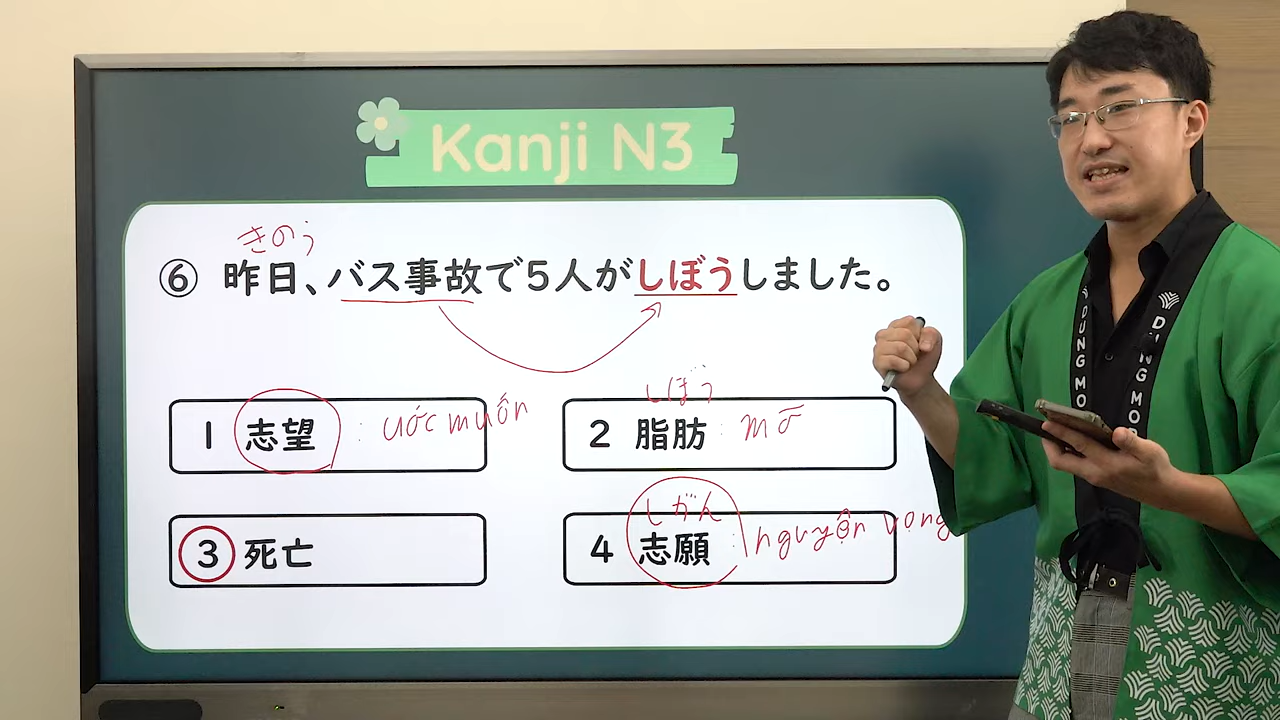 Kanji N3
きのう
⑥ 昨日、バス事故で5人がしぼうしました。
1 志望 : ước muốn
しぼう
2 脂肪 : mỡ
3 死亡
しがん
4 志願 : nguyện vọng
DŨNG MO
DUNG MOR